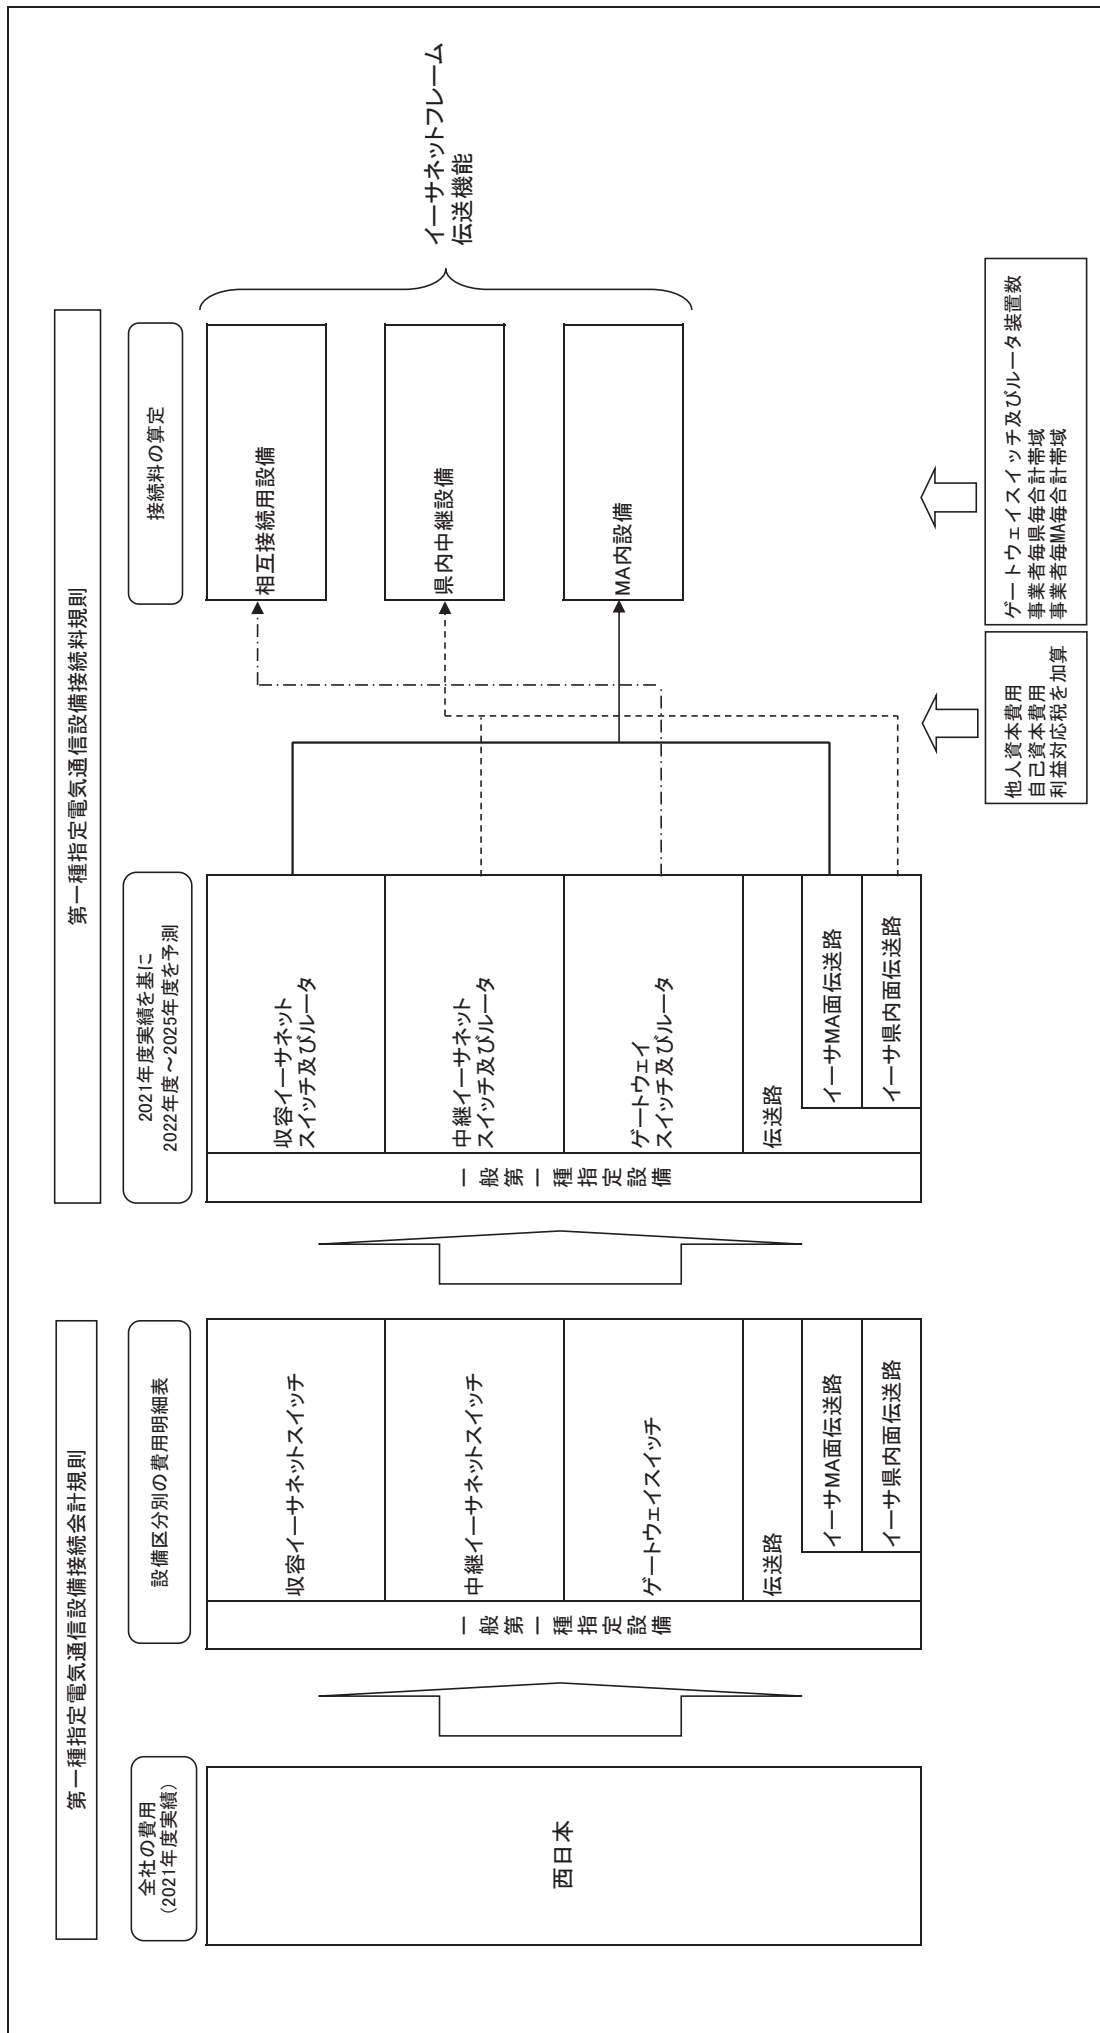 第一種指定電気通信設備接続会計規則
第一種指定電気通信設備接続料規則
全社の費用
(2021年度実績)
設備区分別の費用明細表
2021年度実績を基に
2022年度～2025年度を予測
接続料の算定
西日本
一般第一種指定設備
収容イーサネットスイッチ
中継イーサネットスイッチ
ゲートウェイスイッチ
伝送路
イーサMA面伝送路
イーサ県内面伝送路
一般第一種指定設備
収容イーサネット
スイッチ及びルータ
中継イーサネット
スイッチ及びルータ
ゲートウェイ
スイッチ及びルータ
伝送路
イーサMA面伝送路
イーサ県内面伝送路
相互接続用設備
県内中継設備
MA内設備
イーサネットフレーム
伝送機能
他人資本費用
自己資本費用
利益対応税を加算
ゲートウェイスイッチ及びルータ装置数
事業者毎県毎合計帯域
事業者毎MA毎合計帯域